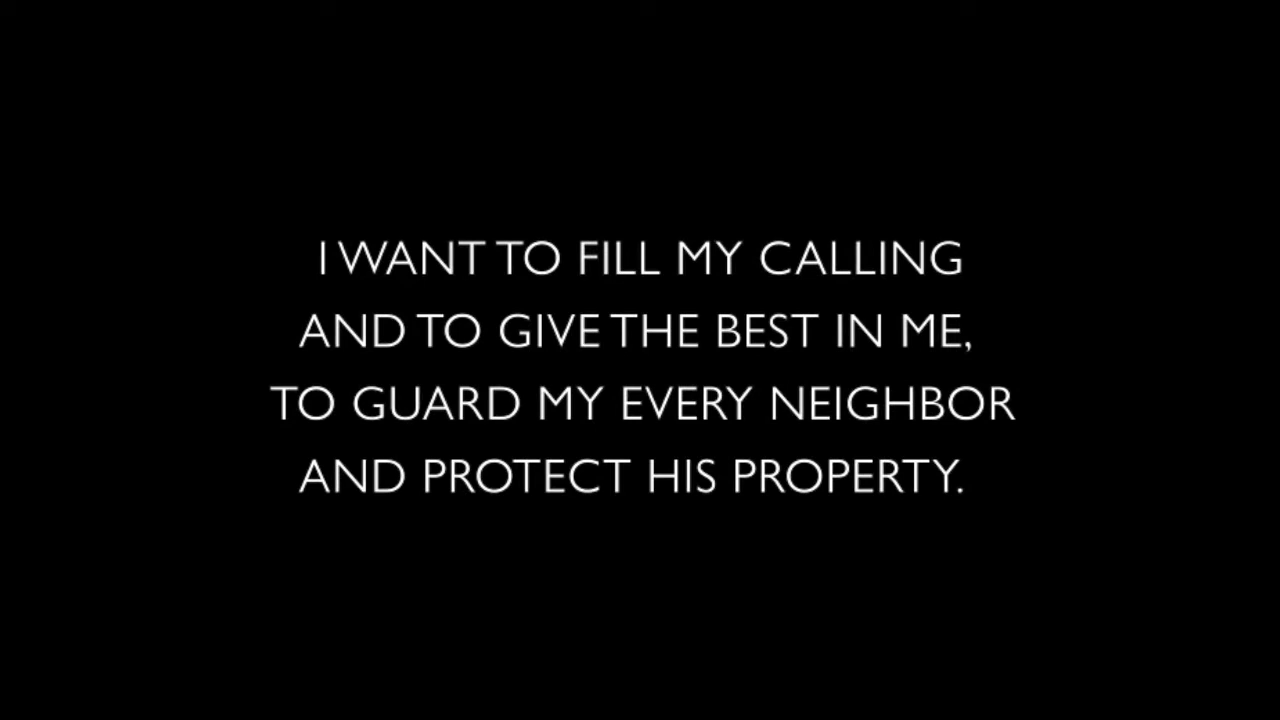 I WANT TO FILL MY CALLING
AND TO GIVE THE BEST IN ME,
TO GUARD MY EVERY NEIGHBOR
AND PROTECT HIS PROPERTY.